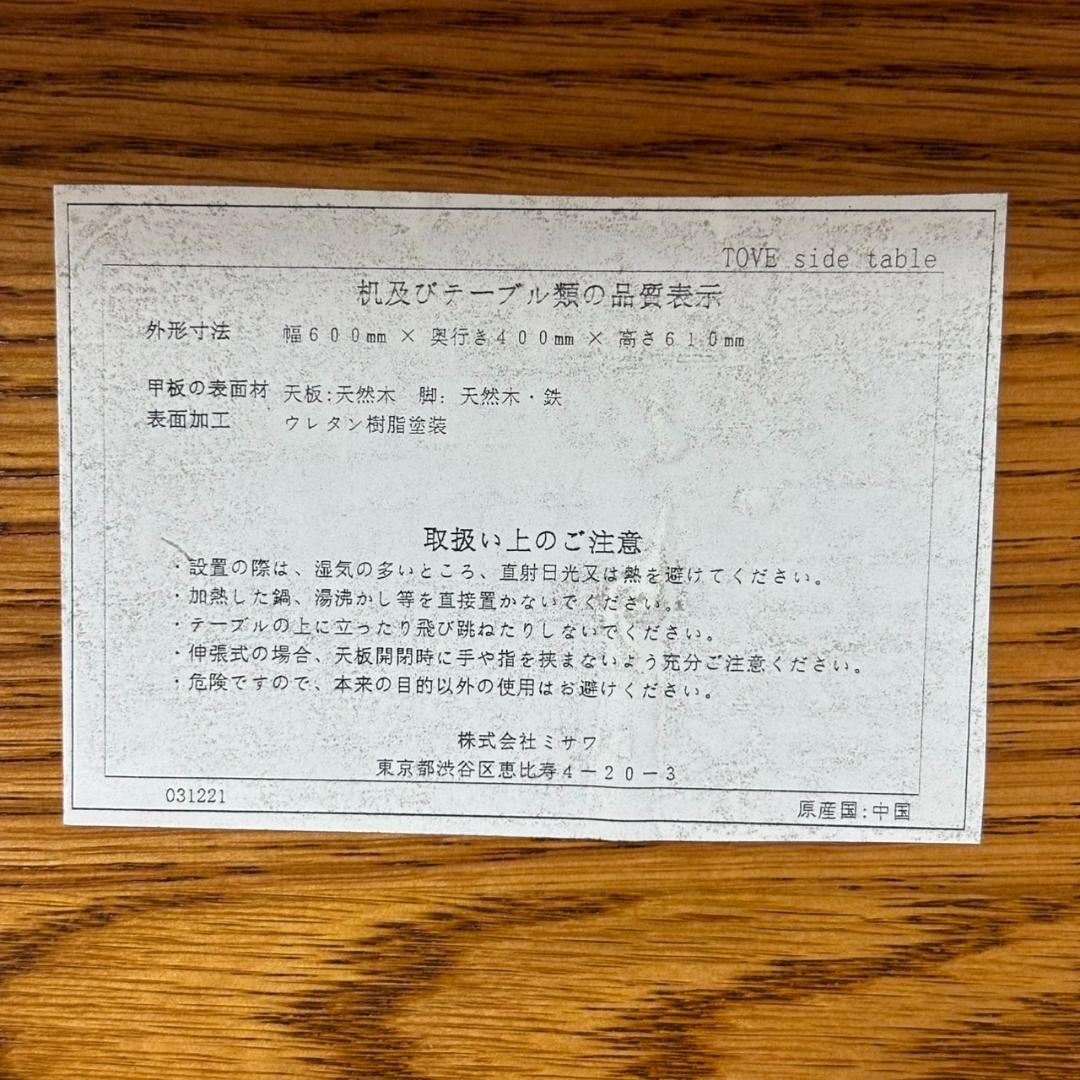 TOVE side table
机及びテーブル類の品質表示
外形寸法 幅600mm × 奥行き400mm × 高さ610mm
甲板の表面材 天板:天然木 脚: 天然木・鉄
表面加工 ウレタン樹脂塗装
取扱い上のご注意
・設置の際は、湿気の多いところ、直射日光又は熱を避けてください。
・加熱した鍋、湯沸かし等を直接置かないでください。
・テーブルの上に立ったり飛び跳ねたりしないでください。
・伸張式の場合、天板開閉時に手や指を挟まないよう充分ご注意ください。
・危険ですので、本来の目的以外の使用はお避けください。
株式会社ミサワ
東京都渋谷区恵比寿4－20－3
031221
原産国:中国